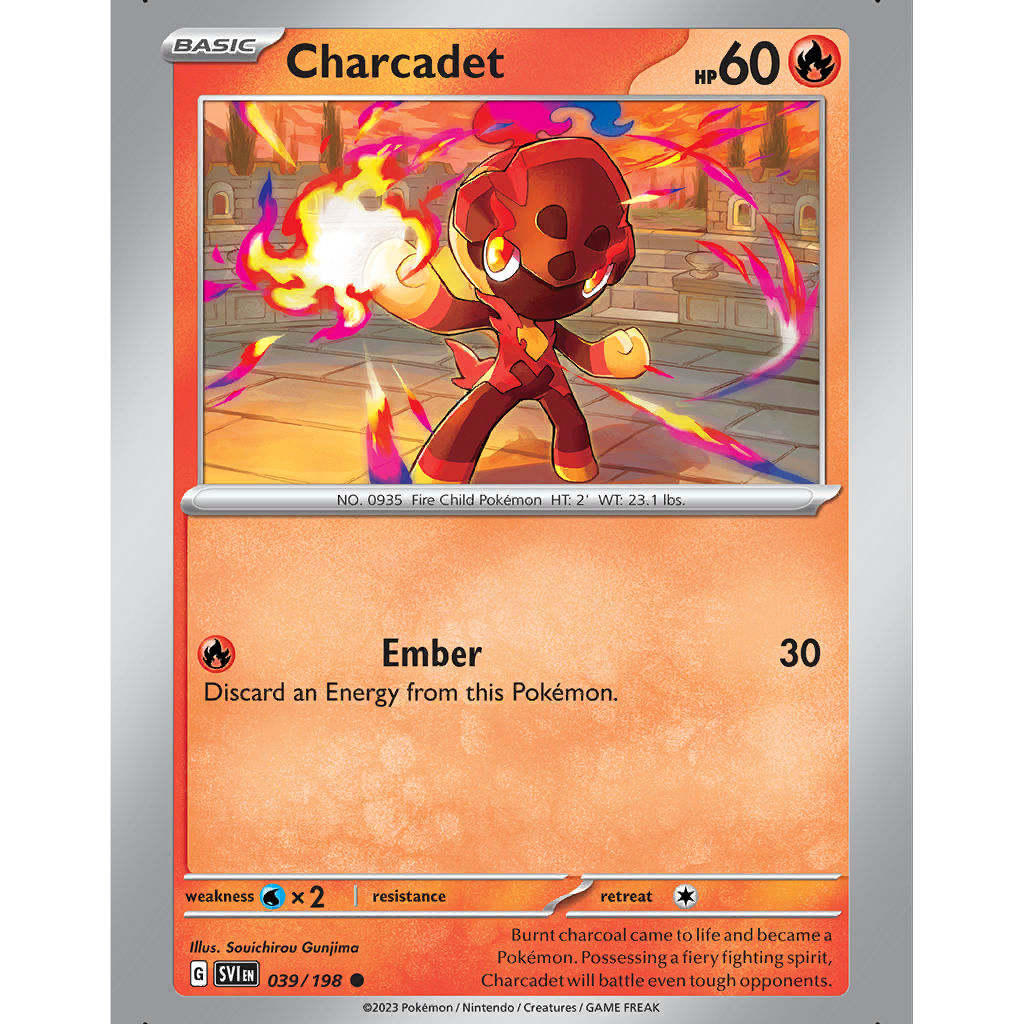 BASIC
Charcadet
HP 60
NO. 0935 Fire Child Pokémon HT: 2' WT: 23.1 lbs.
Ember 30
Discard an Energy from this Pokémon.
weakness × 2 resistance retreat
Illus. Souichirou Gunjima
G SVI EN 039/198
Burnt charcoal came to life and became a
Pokémon. Possessing a fiery fighting spirit,
Charcadet will battle even tough opponents.
©2023 Pokémon / Nintendo / Creatures / GAME FREAK